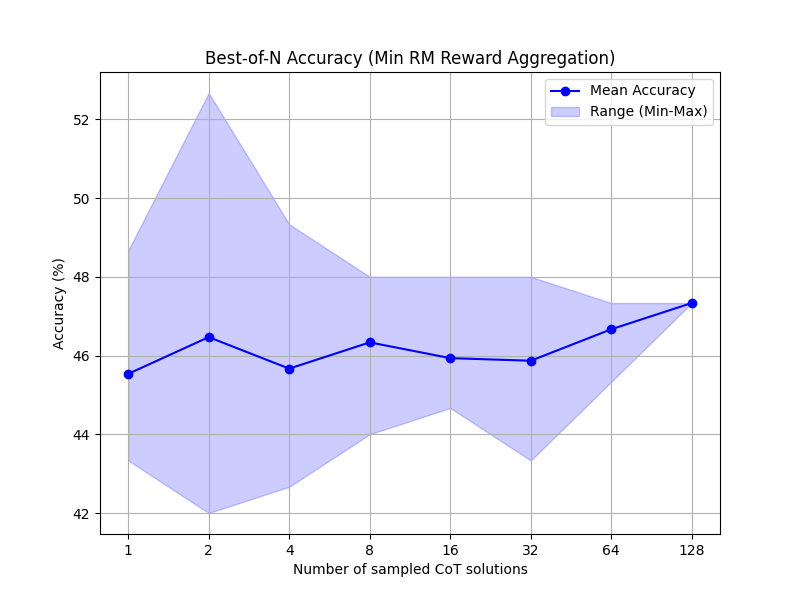 Best-of-N Accuracy (Min RM Reward Aggregation)
Mean Accuracy
Range (Min-Max)
Accuracy (%)
52
50
48
46
44
42
1 2 4 8 16 32 64 128
Number of sampled CoT solutions